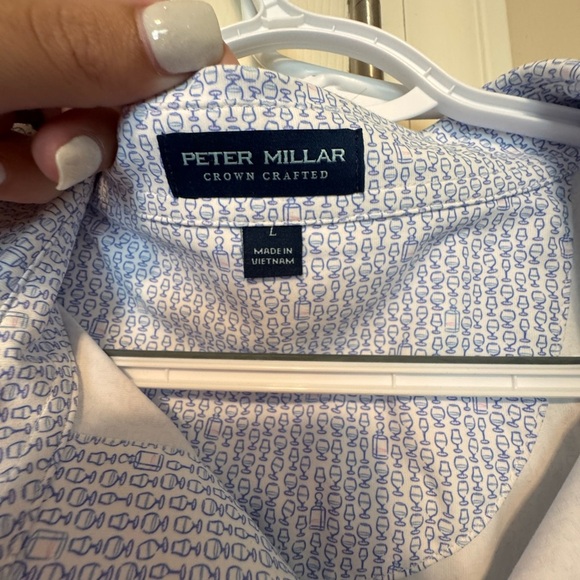 PETER MILLAR
CROWN CRAFTED
L
MADE IN
VIETNAM